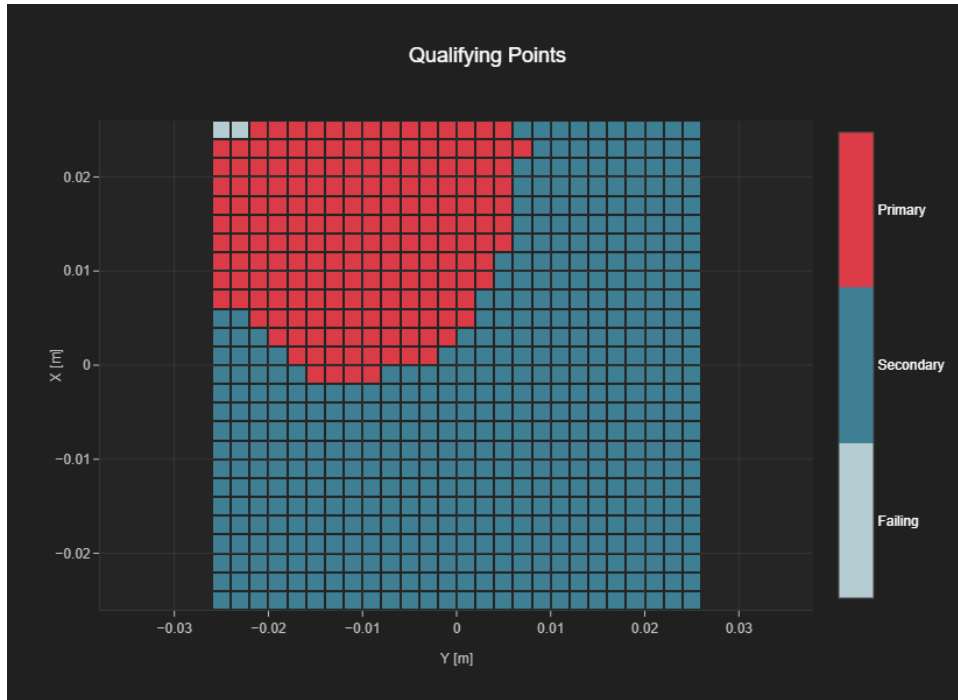 Qualifying Points
0.02
0.01
0
−0.01
−0.02
X [m]
−0.03
−0.02
−0.01
0
0.01
0.02
0.03
Y [m]
Primary
Secondary
Failing